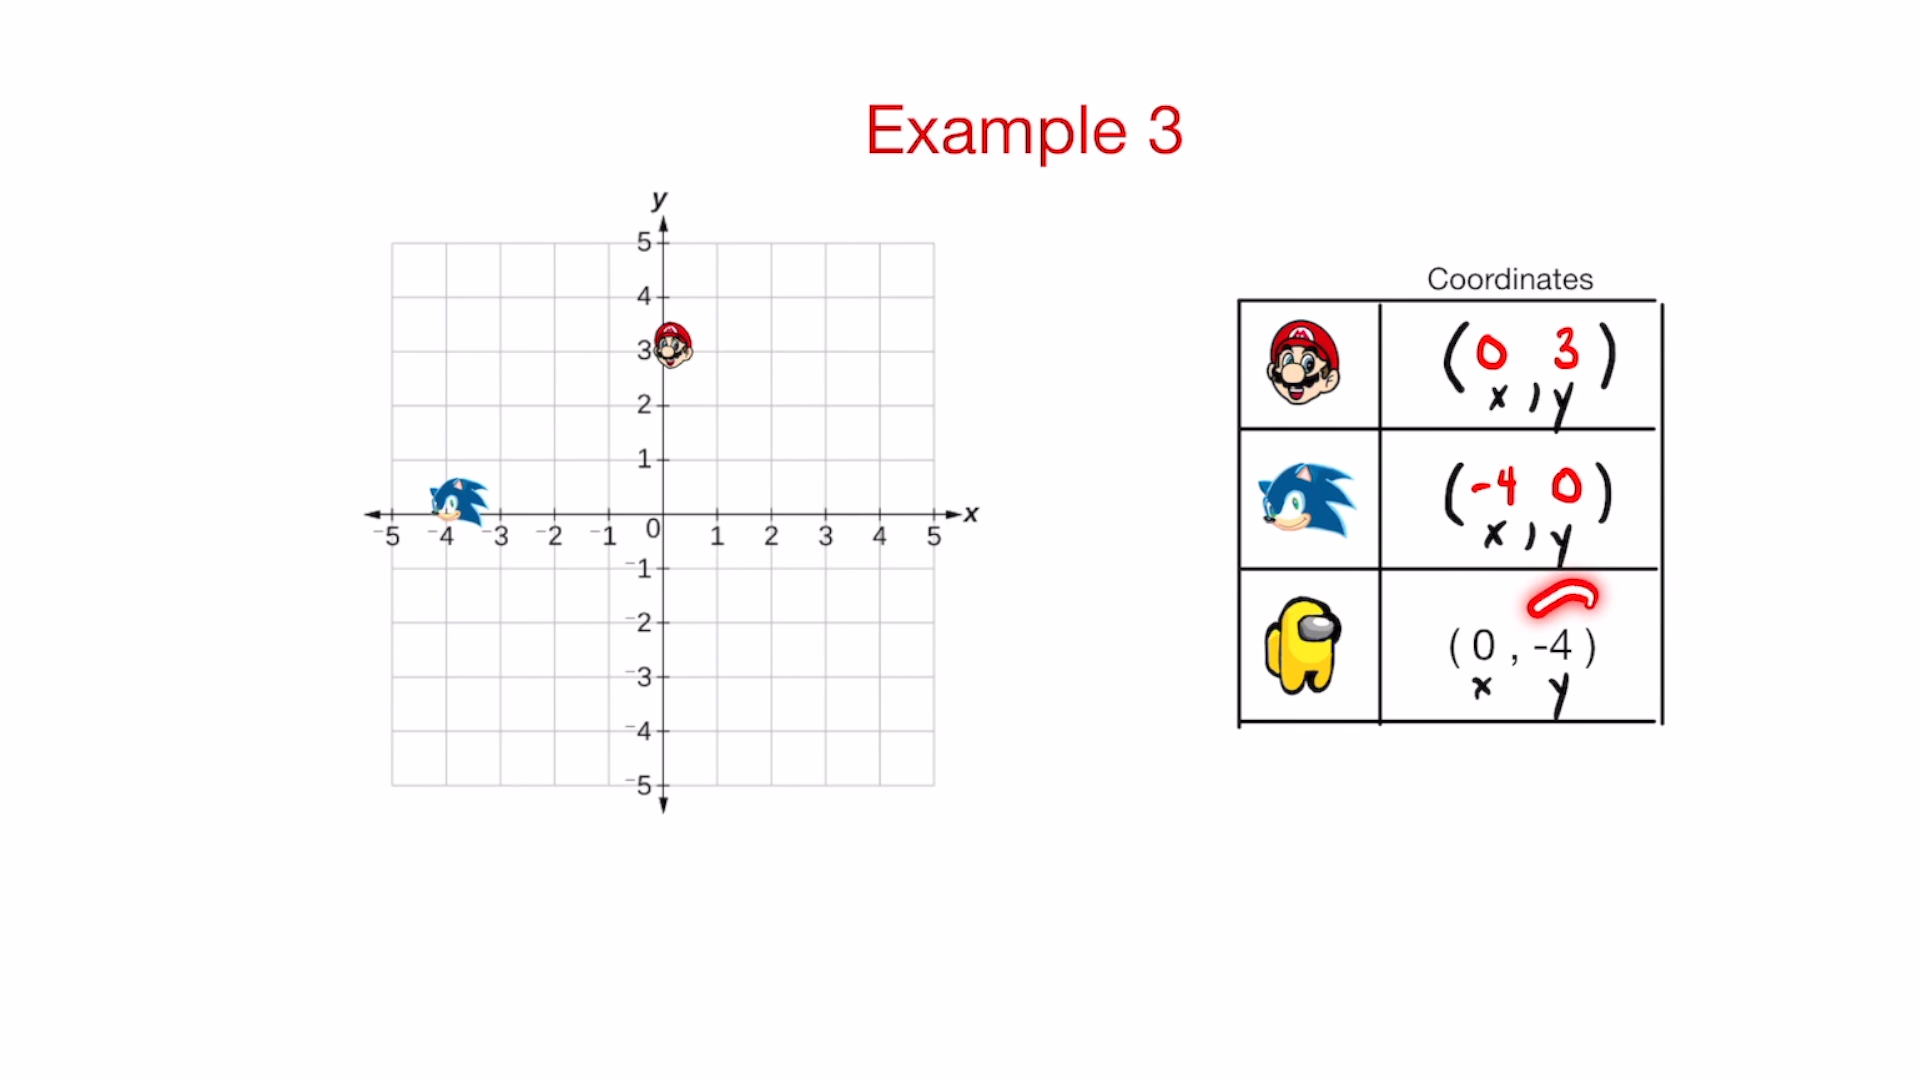 Example 3
y
5
4
3
2
1
x
0
⁻5 ⁻4 ⁻3 ⁻2 ⁻1 1 2 3 4 5
⁻1
⁻2
⁻3
⁻4
⁻5
Coordinates
(0 3)
x , y
(-4 0)
x , y
( 0 , -4 )
x y